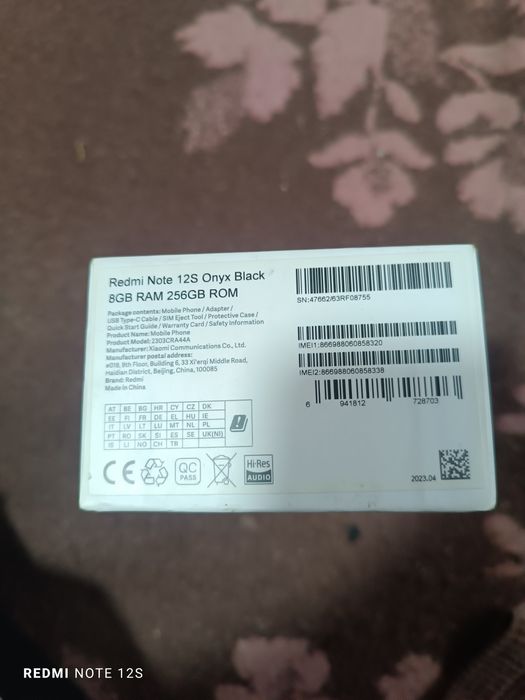 Redmi Note 12S Onyx Black
8GB RAM 256GB ROM
Package contents: Mobile Phone / Adapter /
USB Type-C Cable / SIM Eject Tool / Protective Case /
Quick Start Guide / Warranty Card / Safety Information
Product Name: Mobile Phone
Product Model: 2303CRA44A
Manufacturer: Xiaomi Communications Co., Ltd.
Manufacturer postal address:
#019, 9th Floor, Building 6, 33 Xi'erqi Middle Road,
Haidian District, Beijing, China, 100085
Brand: Redmi
Made in China
AT BE BG HR CY CZ DK
EE FI FR DE EL HU IE
IT LV LT LU MT NL PL
PT RO SK SI ES SE UK(NI)
IS LI NO CH TR
CE
QC
PASS
Hi-Res
AUDIO
SN:47662/63RF08755
IMEI1:866988060858320
IMEI2:866988060858338
6 941812 728703
2023.04
REDMI NOTE 12S